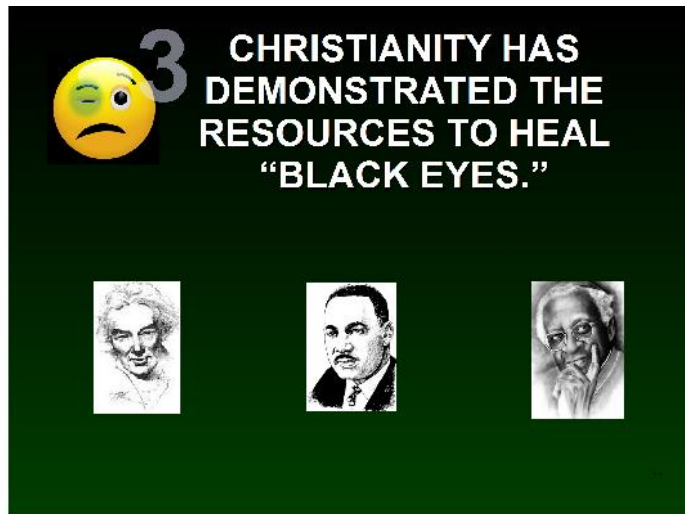 3
CHRISTIANITY HAS
DEMONSTRATED THE
RESOURCES TO HEAL
“BLACK EYES.”